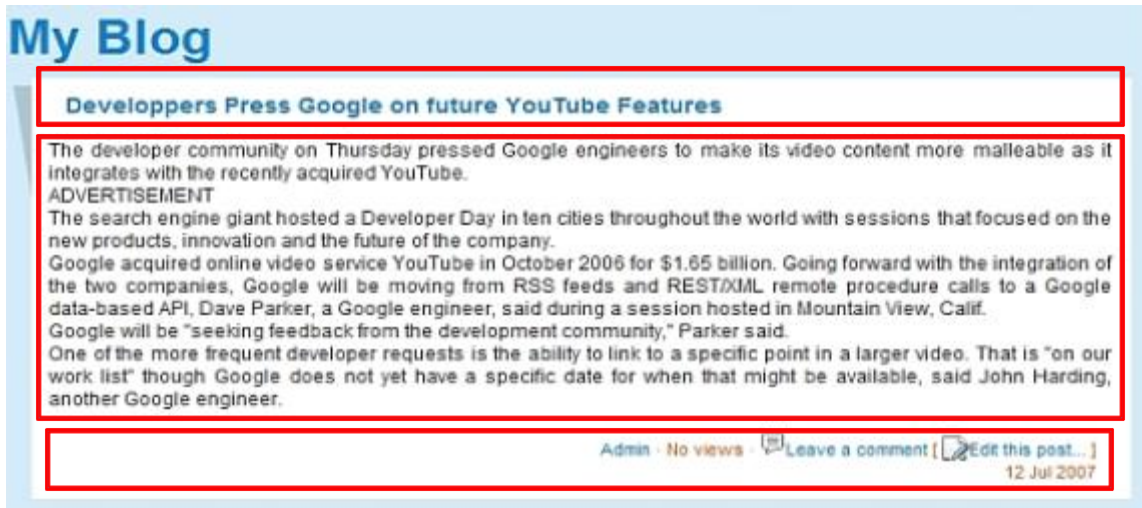 My Blog
Developpers Press Google on future YouTube Features
The developer community on Thursday pressed Google engineers to make its video content more malleable as it
integrates with the recently acquired YouTube.
ADVERTISEMENT
The search engine giant hosted a Developer Day in ten cities throughout the world with sessions that focused on the
new products, innovation and the future of the company.
Google acquired online video service YouTube in October 2006 for $1.65 billion. Going forward with the integration of
the two companies, Google will be moving from RSS feeds and REST/XML remote procedure calls to a Google
data-based API, Dave Parker, a Google engineer, said during a session hosted in Mountain View, Calif.
Google will be "seeking feedback from the development community," Parker said.
One of the more frequent developer requests is the ability to link to a specific point in a larger video. That is "on our
work list" though Google does not yet have a specific date for when that might be available, said John Harding,
another Google engineer.
Admin · No views · Leave a comment [ Edit this post... ]
12 Jul 2007